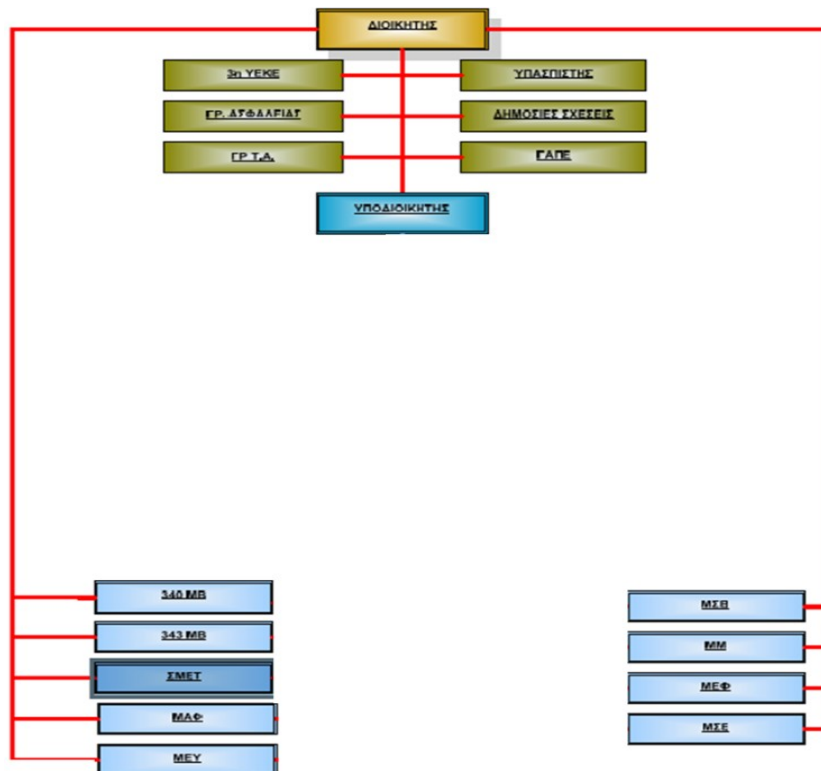 ΔΙΟΙΚΗΤΗΣ
3η ΥΕΚΕ
ΥΠΑΣΠΙΣΤΗΣ
ΓΡ. ΑΣΦΑΛΕΙΑΣ
ΔΗΜΟΣΙΕΣ ΣΧΕΣΕΙΣ
ΓΡ Τ.Α.
ΓΑΠΕ
ΥΠΟΔΙΟΙΚΗΤΗΣ
340 ΜΒ
343 ΜΒ
ΣΜΕΤ
ΜΑΦ
ΜΕΥ
ΜΣΒ
ΜΜ
ΜΕΦ
ΜΣΕ